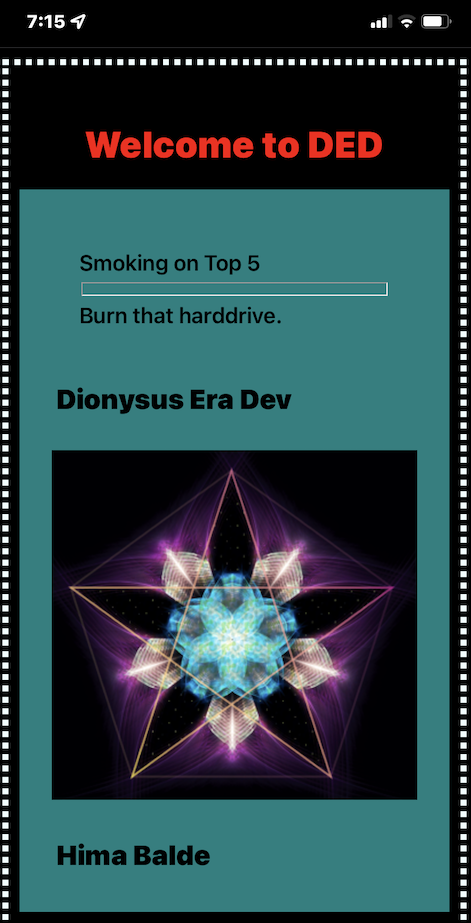 7:15
Welcome to DED
Smoking on Top 5
Burn that harddrive.
Dionysus Era Dev
Hima Balde